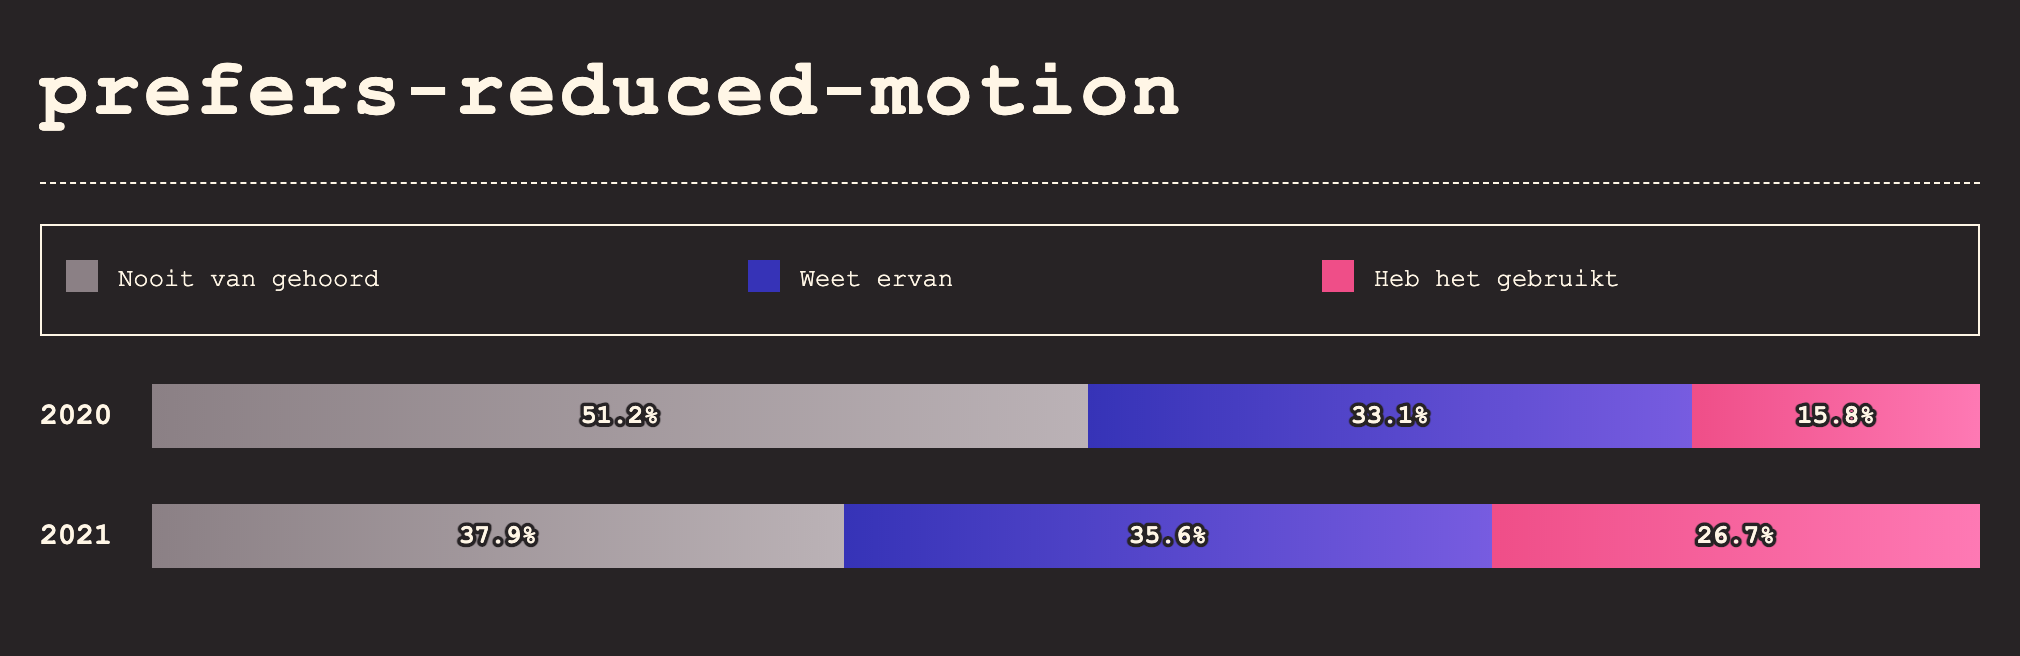 prefers-reduced-motion
Nooit van gehoord
Weet ervan
Heb het gebruikt
2020 51.2% 33.1% 15.8%
2021 37.9% 35.6% 26.7%